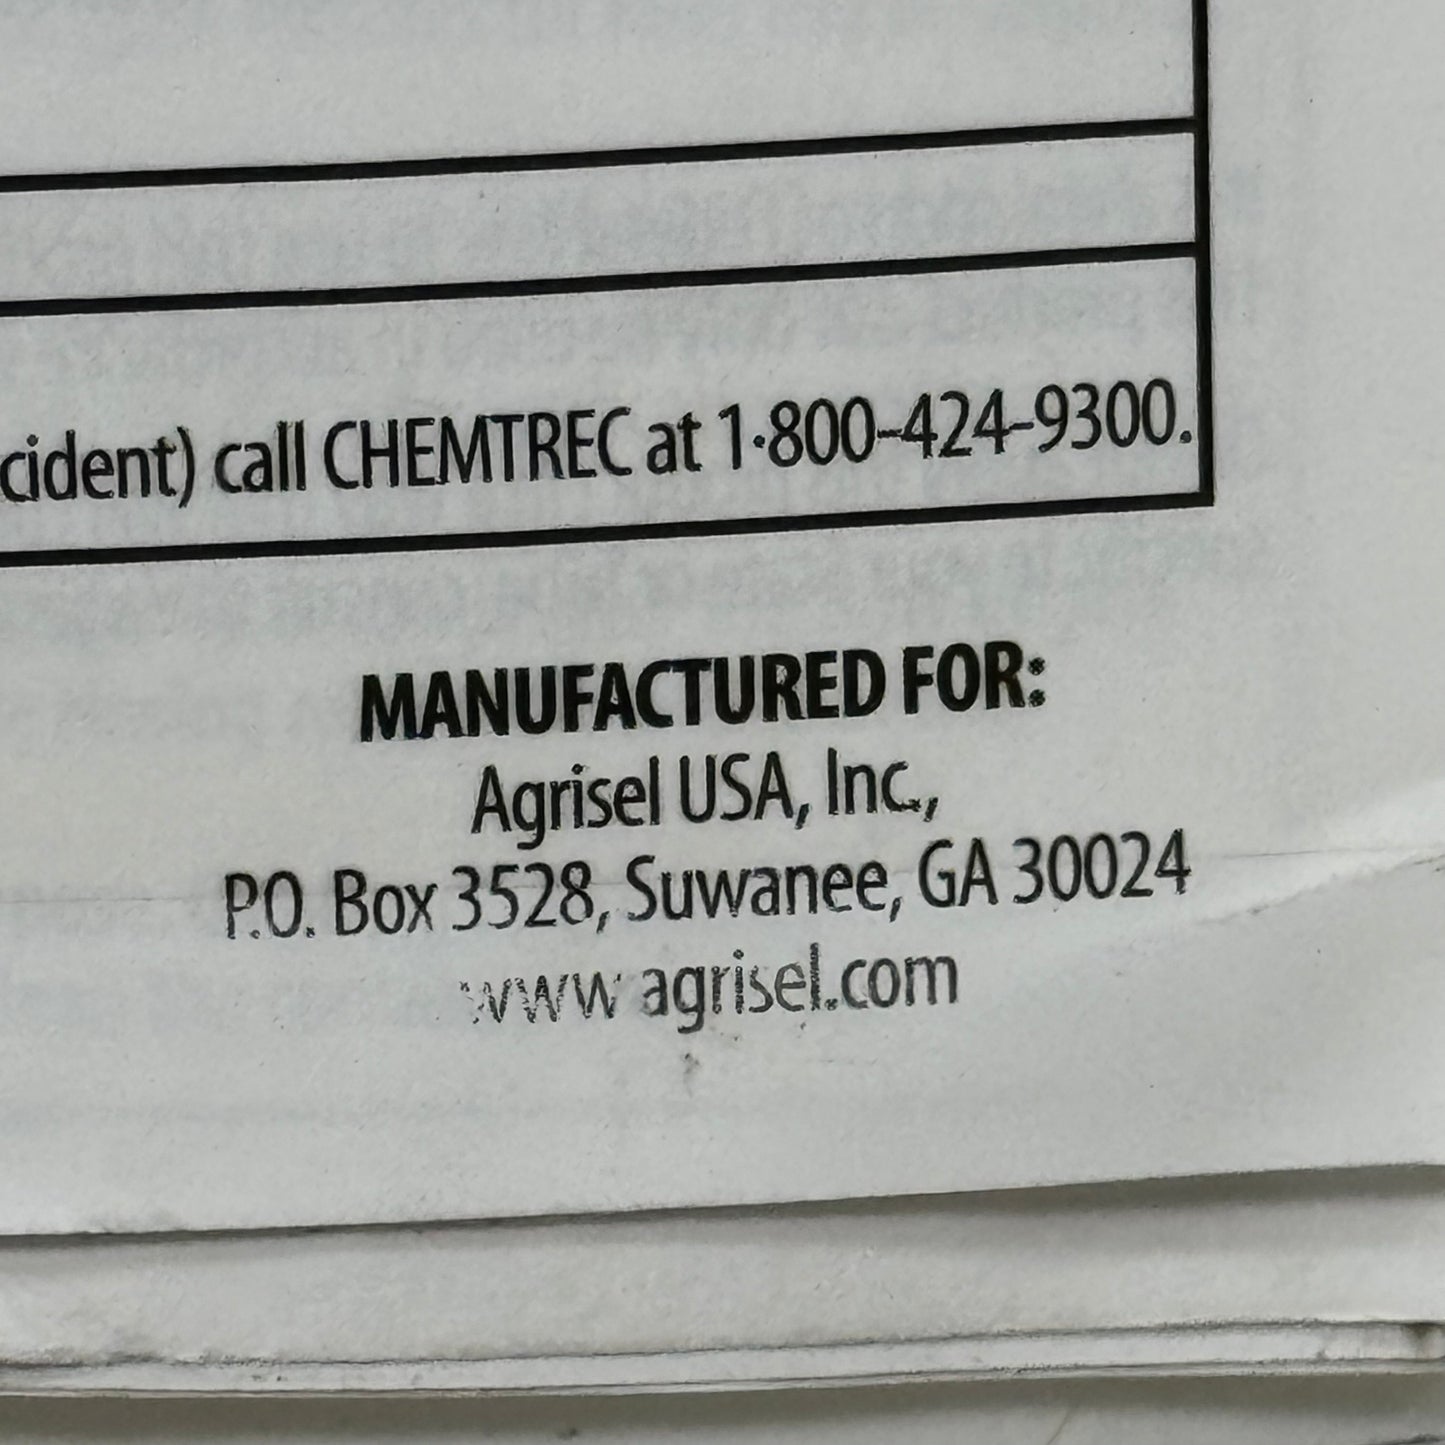 cident) call CHEMTREC at 1-800-424-9300.
MANUFACTURED FOR:
Agrisel USA, Inc.,
P.O. Box 3528, Suwanee, GA 30024
www.agrisel.com